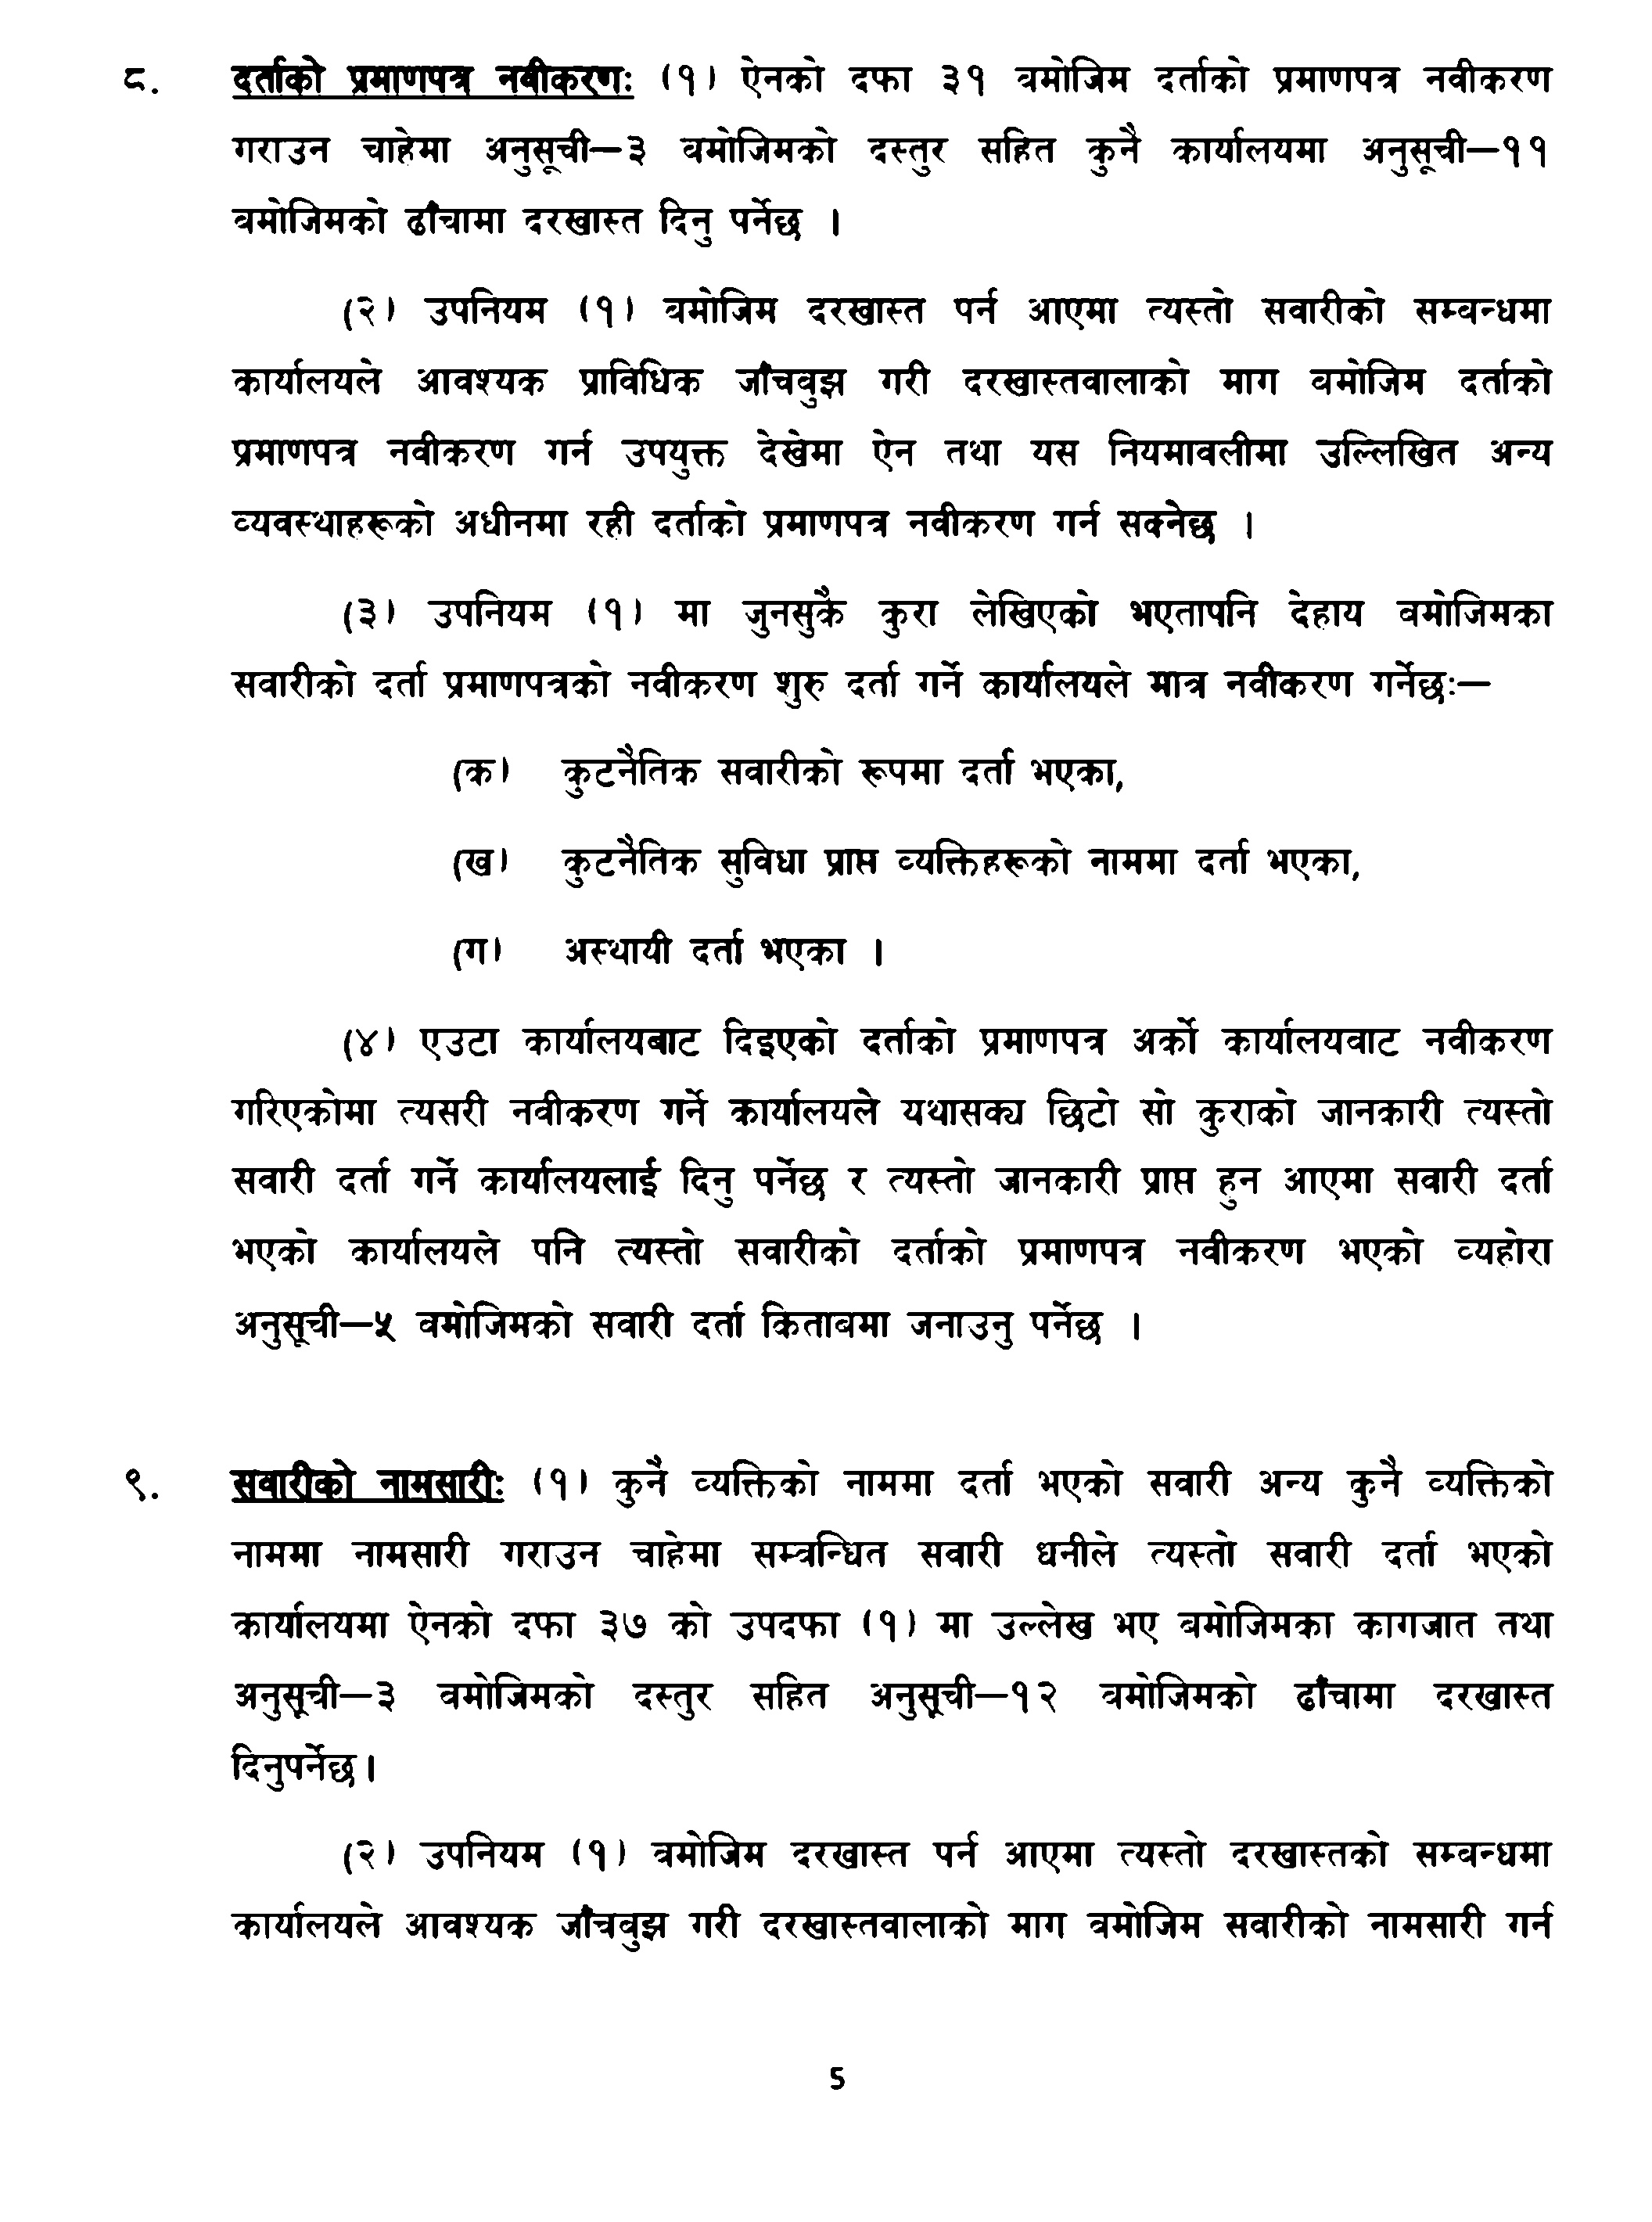 ८. दर्ताको प्रमाणपत्र नवीकरणः (१) ऐनको दफा ३१ बमोजिम दर्ताको प्रमाणपत्र नवीकरण
गराउन चाहेमा अनुसूची–३ बमोजिमको दस्तुर सहित कुनै कार्यालयमा अनुसूची–११
बमोजिमको ढाँचामा दरखास्त दिनु पर्नेछ ।
(२) उपनियम (१) बमोजिम दरखास्त पर्न आएमा त्यस्तो सवारीको सम्बन्धमा
कार्यालयले आवश्यक प्राविधिक जाँचबुझ गरी दरखास्तवालाको माग बमोजिम दर्ताको
प्रमाणपत्र नवीकरण गर्न उपयुक्त देखेमा ऐन तथा यस नियमावलीमा उल्लिखित अन्य
व्यवस्थाहरूको अधीनमा रही दर्ताको प्रमाणपत्र नवीकरण गर्न सक्नेछ ।
(३) उपनियम (१) मा जुनसुकै कुरा लेखिएको भएतापनि देहाय बमोजिमका
सवारीको दर्ता प्रमाणपत्रको नवीकरण शुरु दर्ता गर्ने कार्यालयले मात्र नवीकरण गर्नेछः–
(क) कुटनैतिक सवारीको रूपमा दर्ता भएका,
(ख) कुटनैतिक सुविधा प्राप्त व्यक्तिहरूको नाममा दर्ता भएका,
(ग) अस्थायी दर्ता भएका ।
(४) एउटा कार्यालयबाट दिइएको दर्ताको प्रमाणपत्र अर्को कार्यालयबाट नवीकरण
गरिएकोमा त्यसरी नवीकरण गर्ने कार्यालयले यथासक्य छिटो सो कुराको जानकारी त्यस्तो
सवारी दर्ता गर्ने कार्यालयलाई दिनु पर्नेछ र त्यस्तो जानकारी प्राप्त हुन आएमा सवारी दर्ता
भएको कार्यालयले पनि त्यस्तो सवारीको दर्ताको प्रमाणपत्र नवीकरण भएको व्यहोरा
अनुसूची–५ बमोजिमको सवारी दर्ता किताबमा जनाउनु पर्नेछ ।
९. सवारीको नामसारीः (१) कुनै व्यक्तिको नाममा दर्ता भएको सवारी अन्य कुनै व्यक्तिको
नाममा नामसारी गराउन चाहेमा सम्बन्धित सवारी धनीले त्यस्तो सवारी दर्ता भएको
कार्यालयमा ऐनको दफा ३७ को उपदफा (१) मा उल्लेख भए बमोजिमका कागजात तथा
अनुसूची–३ बमोजिमको दस्तुर सहित अनुसूची–१२ बमोजिमको ढाँचामा दरखास्त
दिनुपर्नेछ।
(२) उपनियम (१) बमोजिम दरखास्त पर्न आएमा त्यस्तो दरखास्तको सम्बन्धमा
कार्यालयले आवश्यक जाँचबुझ गरी दरखास्तवालाको माग बमोजिम सवारीको नामसारी गर्न
5